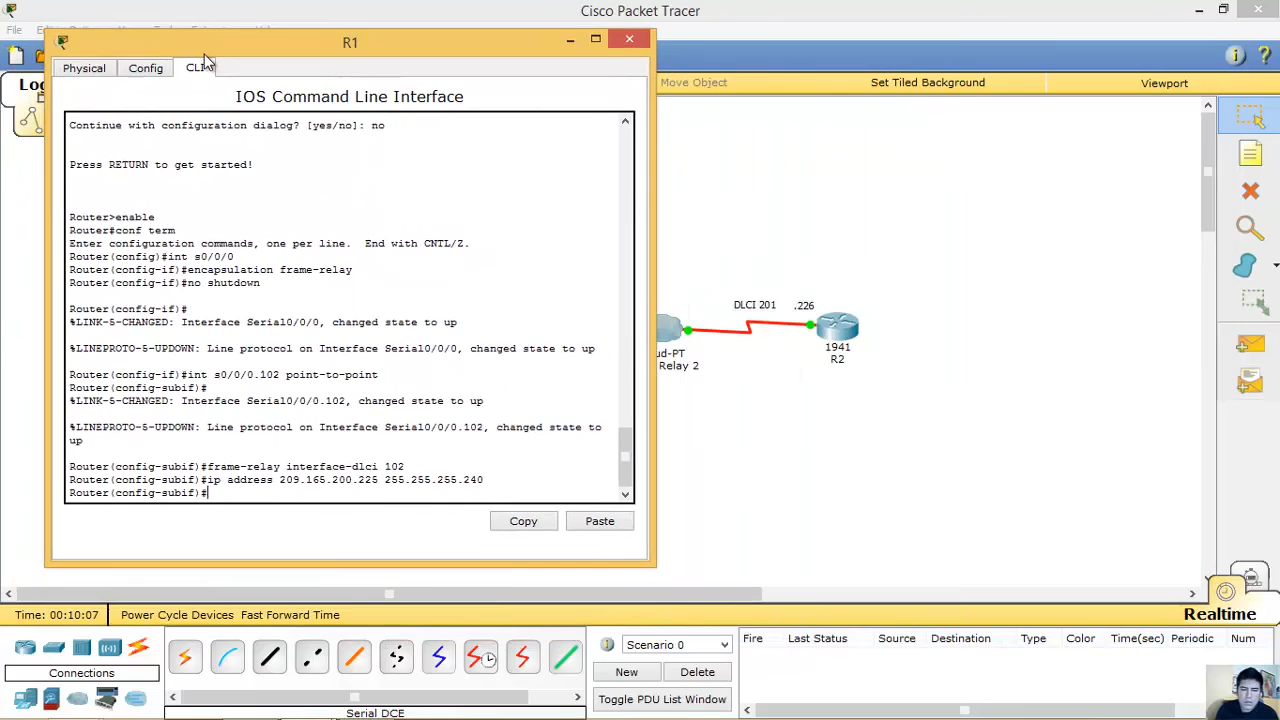 Cisco Packet Tracer
File
R1
Physical
Config
CLI
Move Object
Set Tiled Background
Viewport
IOS Command Line Interface
Continue with configuration dialog? [yes/no]: no
Press RETURN to get started!
Router>enable
Router#conf term
Enter configuration commands, one per line. End with CNTL/Z.
Router(config)#int s0/0/0
Router(config-if)#encapsulation frame-relay
Router(config-if)#no shutdown
Router(config-if)#
%LINK-5-CHANGED: Interface Serial0/0/0, changed state to up
%LINEPROTO-5-UPDOWN: Line protocol on Interface Serial0/0/0, changed state to up
Router(config-if)#int s0/0/0.102 point-to-point
Router(config-subif)#
%LINK-5-CHANGED: Interface Serial0/0/0.102, changed state to up
%LINEPROTO-5-UPDOWN: Line protocol on Interface Serial0/0/0.102, changed state to
up
Router(config-subif)#frame-relay interface-dlci 102
Router(config-subif)#ip address 209.165.200.225 255.255.255.240
Router(config-subif)#
Copy
Paste
DLCI 201
.226
ud-PT
Relay 2
1941
R2
Time: 00:10:07
Power Cycle Devices Fast Forward Time
Realtime
Connections
Serial DCE
Scenario 0
New
Delete
Toggle PDU List Window
Fire Last Status Source Destination Type Color Time(sec) Periodic Num